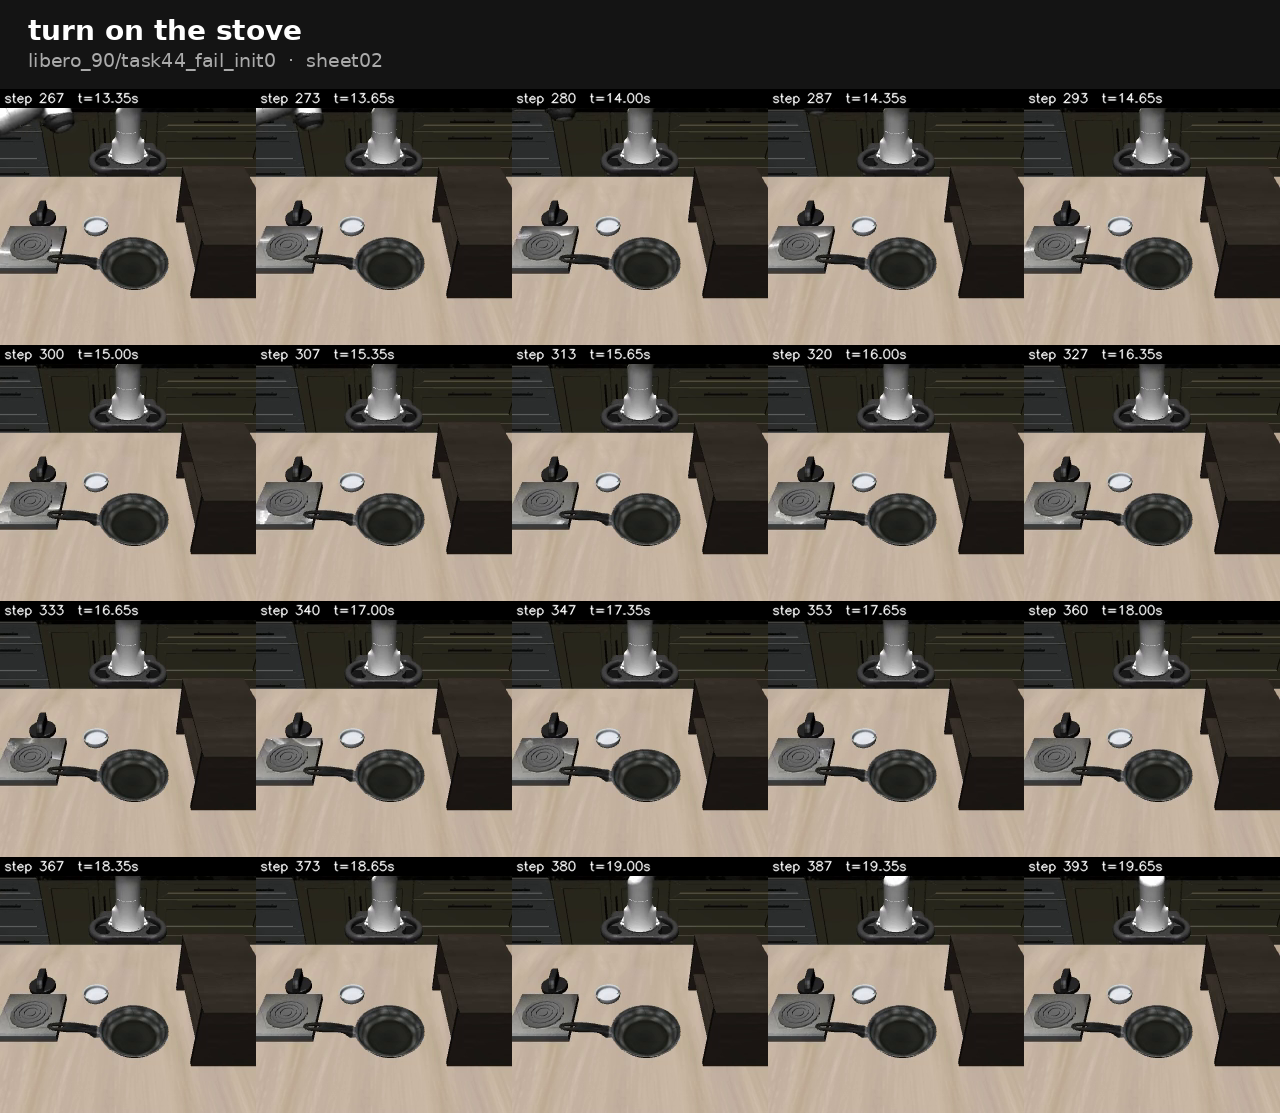 turn on the stove
libero_90/task44_fail_init0 · sheet02
step 267 t=13.35s
step 273 t=13.65s
step 280 t=14.00s
step 287 t=14.35s
step 293 t=14.65s
step 300 t=15.00s
step 307 t=15.35s
step 313 t=15.65s
step 320 t=16.00s
step 327 t=16.35s
step 333 t=16.65s
step 340 t=17.00s
step 347 t=17.35s
step 353 t=17.65s
step 360 t=18.00s
step 367 t=18.35s
step 373 t=18.65s
step 380 t=19.00s
step 387 t=19.35s
step 393 t=19.65s